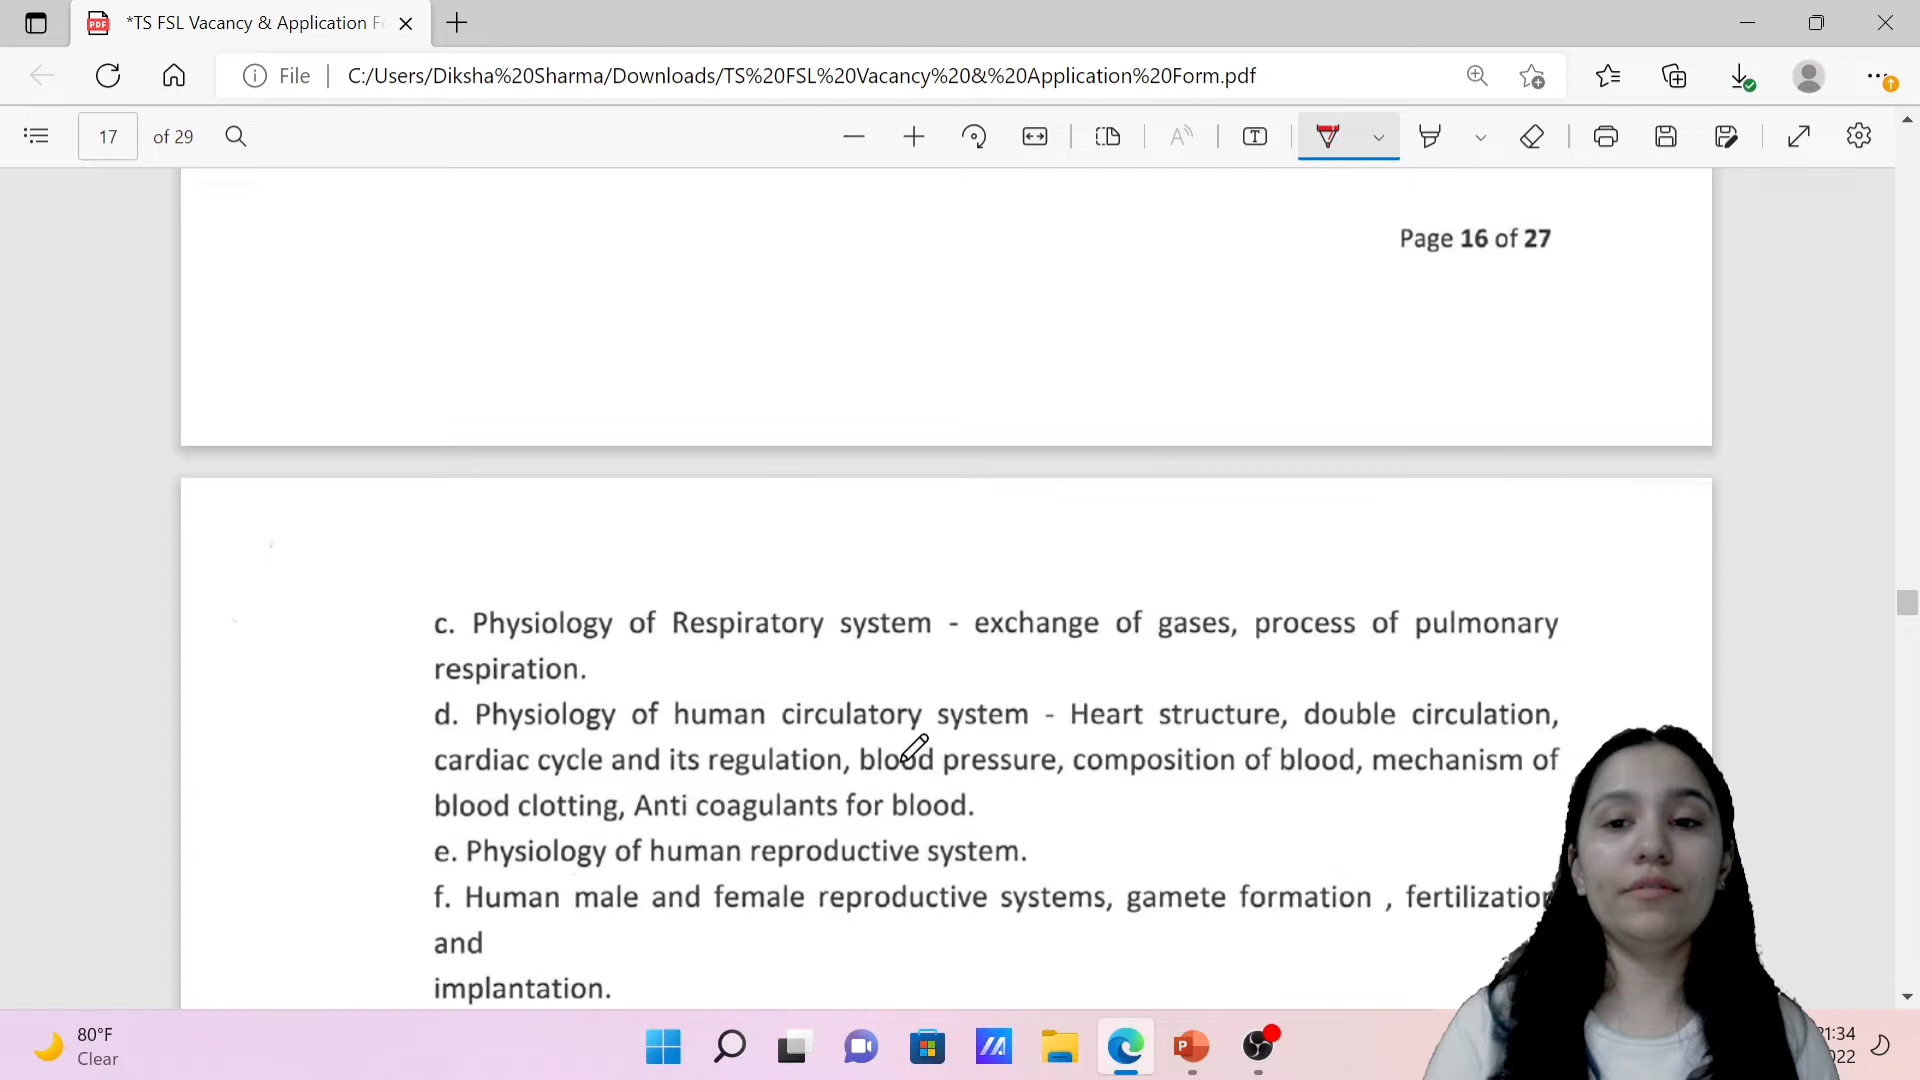 *TS FSL Vacancy & Application F
File
C:/Users/Diksha%20Sharma/Downloads/TS%20FSL%20Vacancy%20&%20Application%20Form.pdf
17 of 29
Page 16 of 27
c. Physiology of Respiratory system - exchange of gases, process of pulmonary
respiration.
d. Physiology of human circulatory system - Heart structure, double circulation,
cardiac cycle and its regulation, blood pressure, composition of blood, mechanism of
blood clotting, Anti coagulants for blood.
e. Physiology of human reproductive system.
f. Human male and female reproductive systems, gamete formation , fertilization
and
implantation.
80°F
Clear
1:34
022